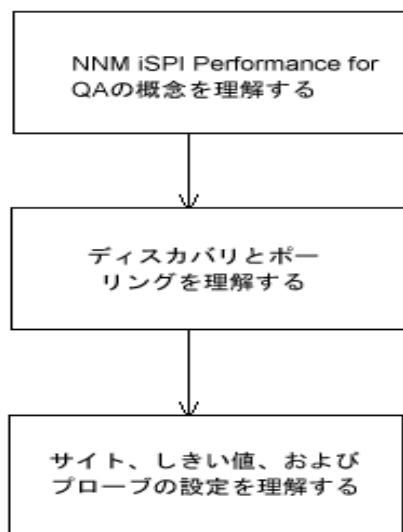 NNM iSPI Performance for
QAの概念を理解する
ディスカバリとポー
リングを理解する
サイト、しきい値、および
プローブの設定を理解する